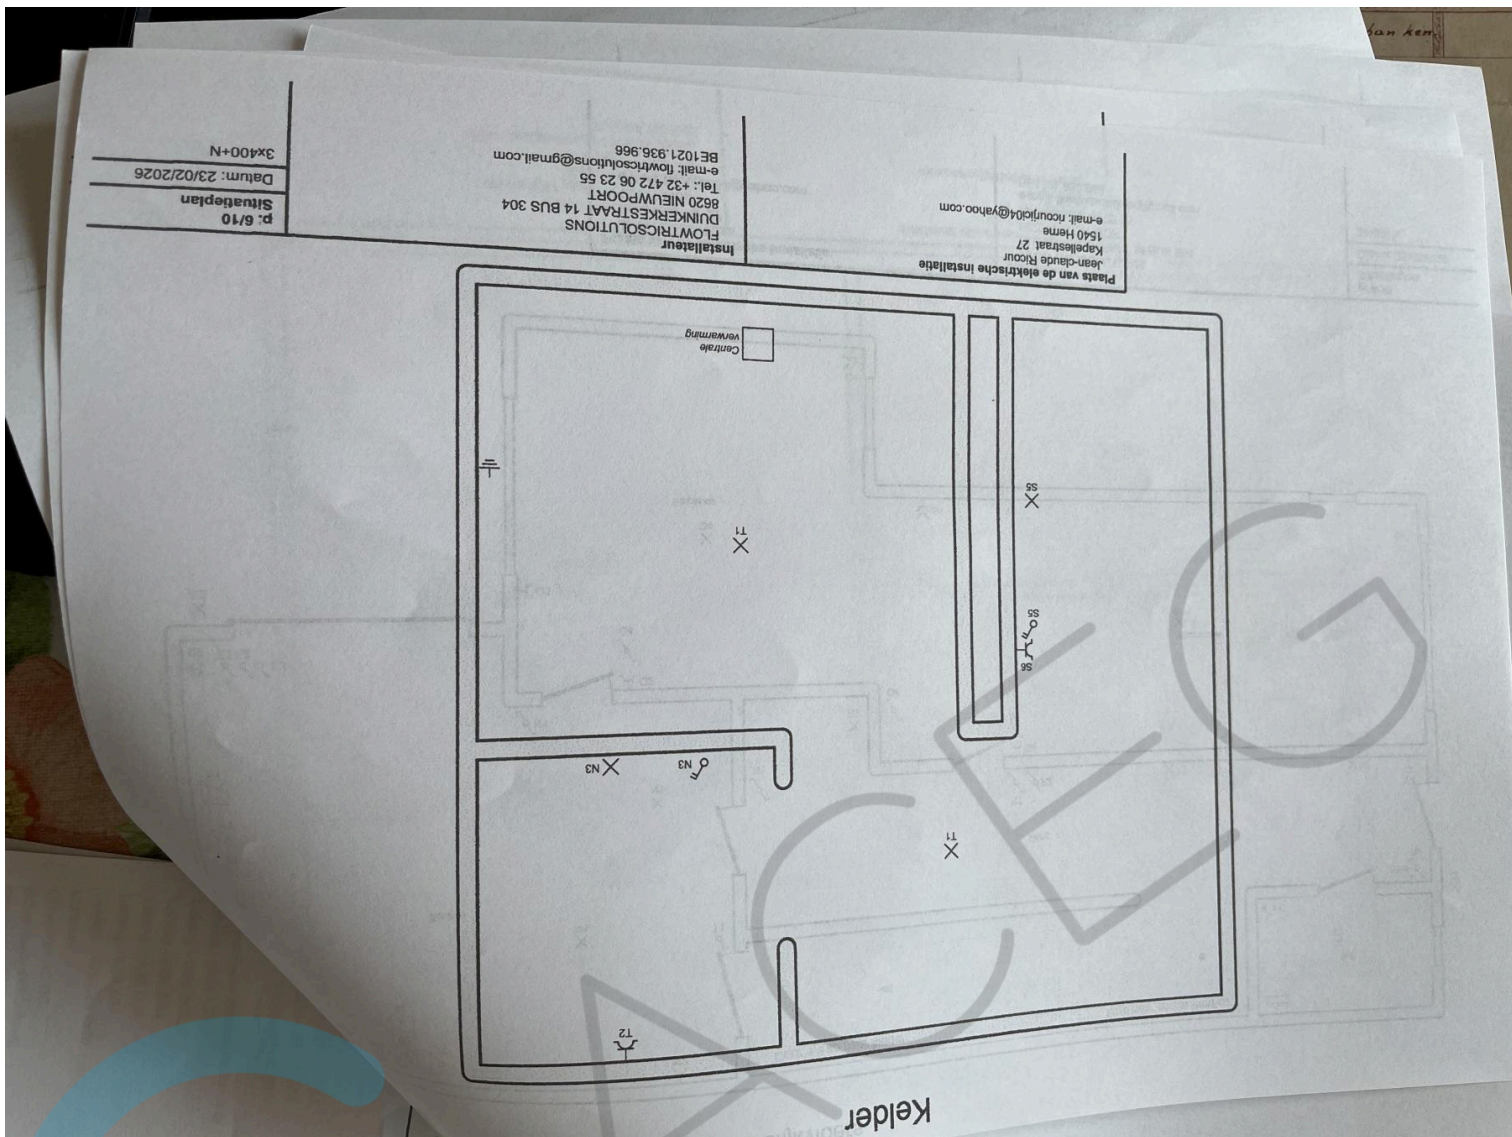 Kelder
T2
T1
N3
N3
S6
S5
S5
T1
Centrale
verwarming
Plaats van de elektrische installatie
Jean-claude Ricour
Kapellestraat 27
1540 Herne
e-mail: ricourjicl04@yahoo.com
Installateur
FLOWTRICSOLUTIONS
DUINKERKESTRAAT 14 BUS 304
8620 NIEUWPOORT
Tel.: +32 472 06 23 55
e-mail: flowtricsolutions@gmail.com
BE1021.936.966
p: 6/10
Situatieplan
Datum: 23/02/2026
3x400+N
ACEG